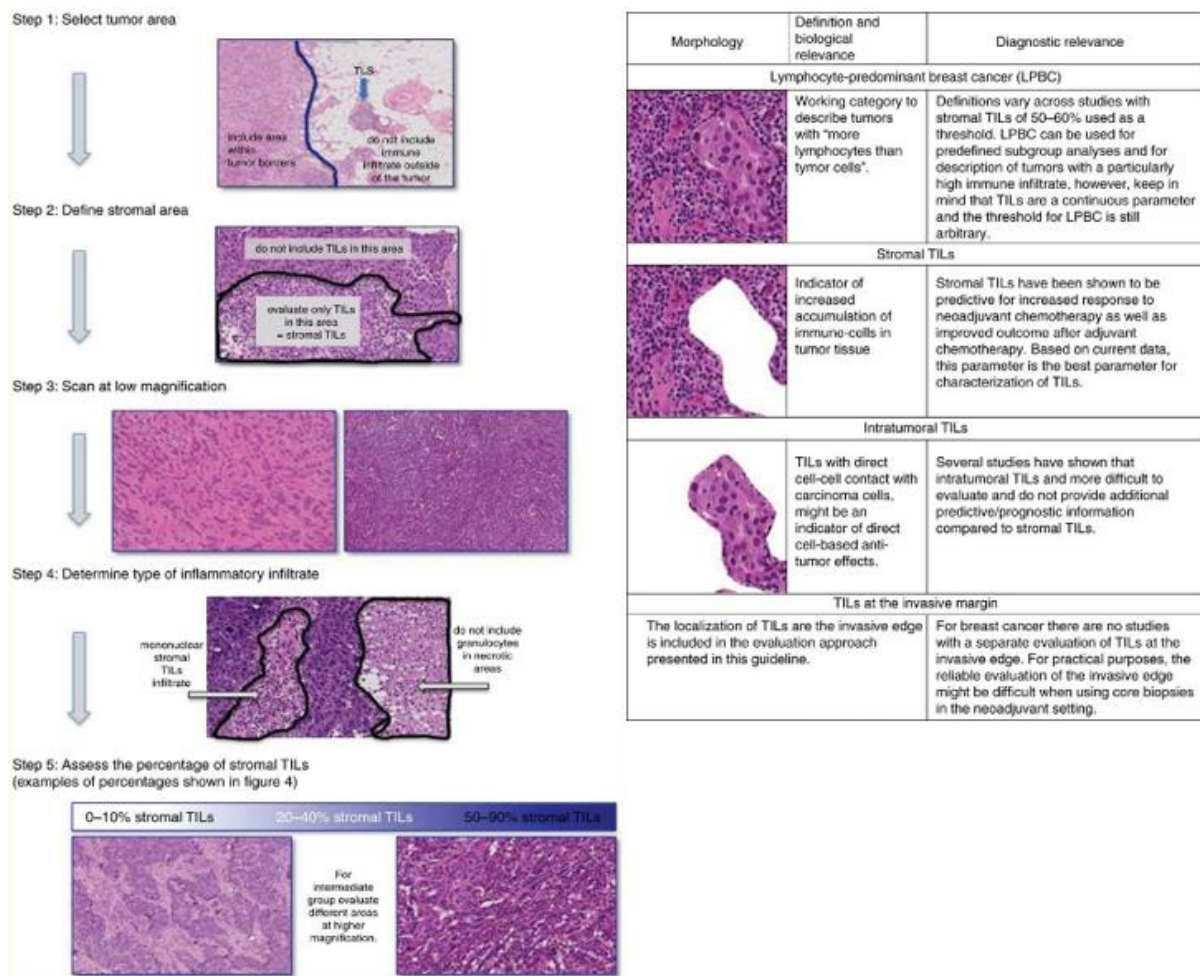 Step 1: Select tumor area
TLS
include area
within
tumor borders
do not include
immune
infiltrate outside
of the tumor
Step 2: Define stromal area
do not include TILs in this area
evaluate only TILs
in this area
= stromal TILs
Step 3: Scan at low magnification
Step 4: Determine type of inflammatory infiltrate
mononuclear
stromal
TILs
infiltrate
do not include
granulocytes
in necrotic
areas
Step 5: Assess the percentage of stromal TILs
(examples of percentages shown in figure 4)
0–10% stromal TILs
20–40% stromal TILs
50–90% stromal TILs
For
intermediate
group evaluate
different areas
at higher
magnification.
Morphology
Definition and
biological
relevance
Diagnostic relevance
Lymphocyte-predominant breast cancer (LPBC)
Working category to
describe tumors
with "more
lymphocytes than
tymor cells".
Definitions vary across studies with
stromal TILs of 50–60% used as a
threshold. LPBC can be used for
predefined subgroup analyses and for
description of tumors with a particularly
high immune infiltrate, however, keep in
mind that TILs are a continuous parameter
and the threshold for LPBC is still
arbitrary.
Stromal TILs
Indicator of
increased
accumulation of
immune-cells in
tumor tissue
Stromal TILs have been shown to be
predictive for increased response to
neoadjuvant chemotherapy as well as
improved outcome after adjuvant
chemotherapy. Based on current data,
this parameter is the best parameter for
characterization of TILs.
Intratumoral TILs
TILs with direct
cell-cell contact with
carcinoma cells,
might be an
indicator of direct
cell-based anti-
tumor effects.
Several studies have shown that
intratumoral TILs and more difficult to
evaluate and do not provide additional
predictive/prognostic information
compared to stromal TILs.
TILs at the invasive margin
The localization of TILs are the invasive edge
is included in the evaluation approach
presented in this guideline.
For breast cancer there are no studies
with a separate evaluation of TILs at the
invasive edge. For practical purposes, the
reliable evaluation of the invasive edge
might be difficult when using core biopsies
in the neoadjuvant setting.